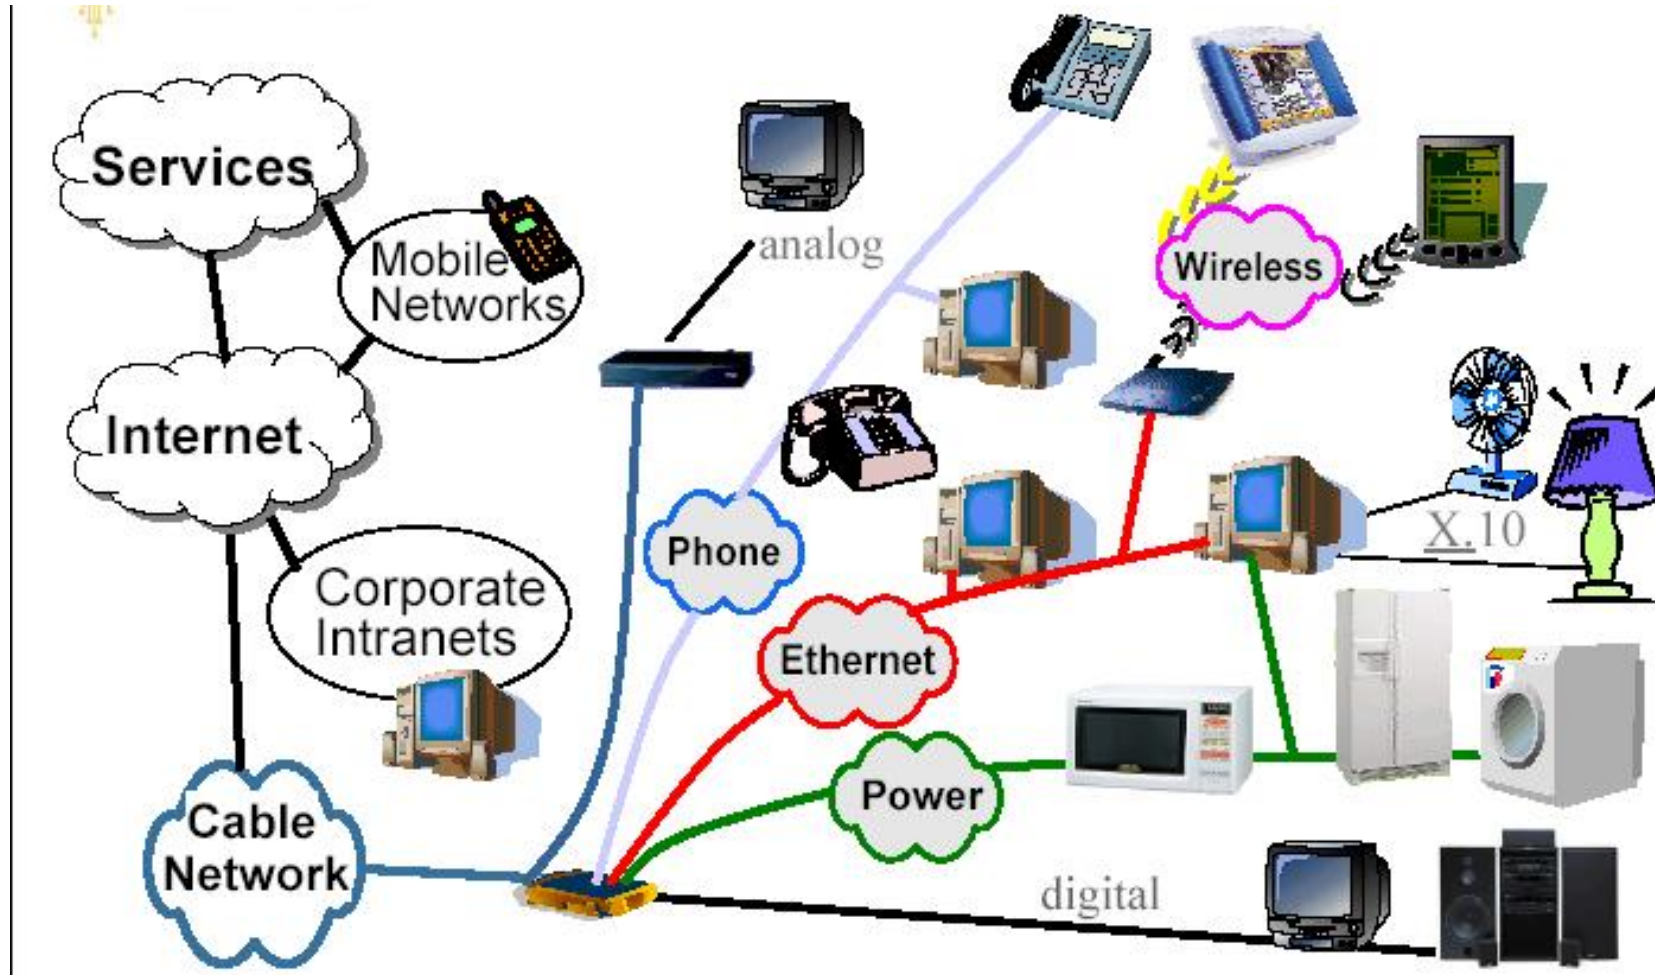 Services
Mobile
Networks
analog
Wireless
Internet
X.10
Phone
Corporate
Intranets
Ethernet
Power
Cable
Network
digital